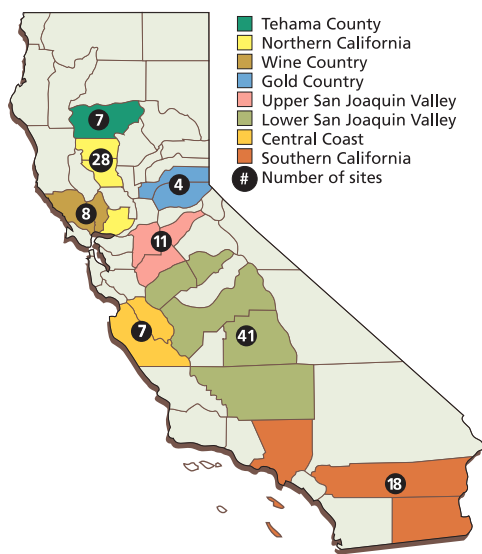 Tehama County
Northern California
Wine Country
Gold Country
Upper San Joaquin Valley
Lower San Joaquin Valley
Central Coast
Southern California
# Number of sites
7
28
4
8
11
7
41
18